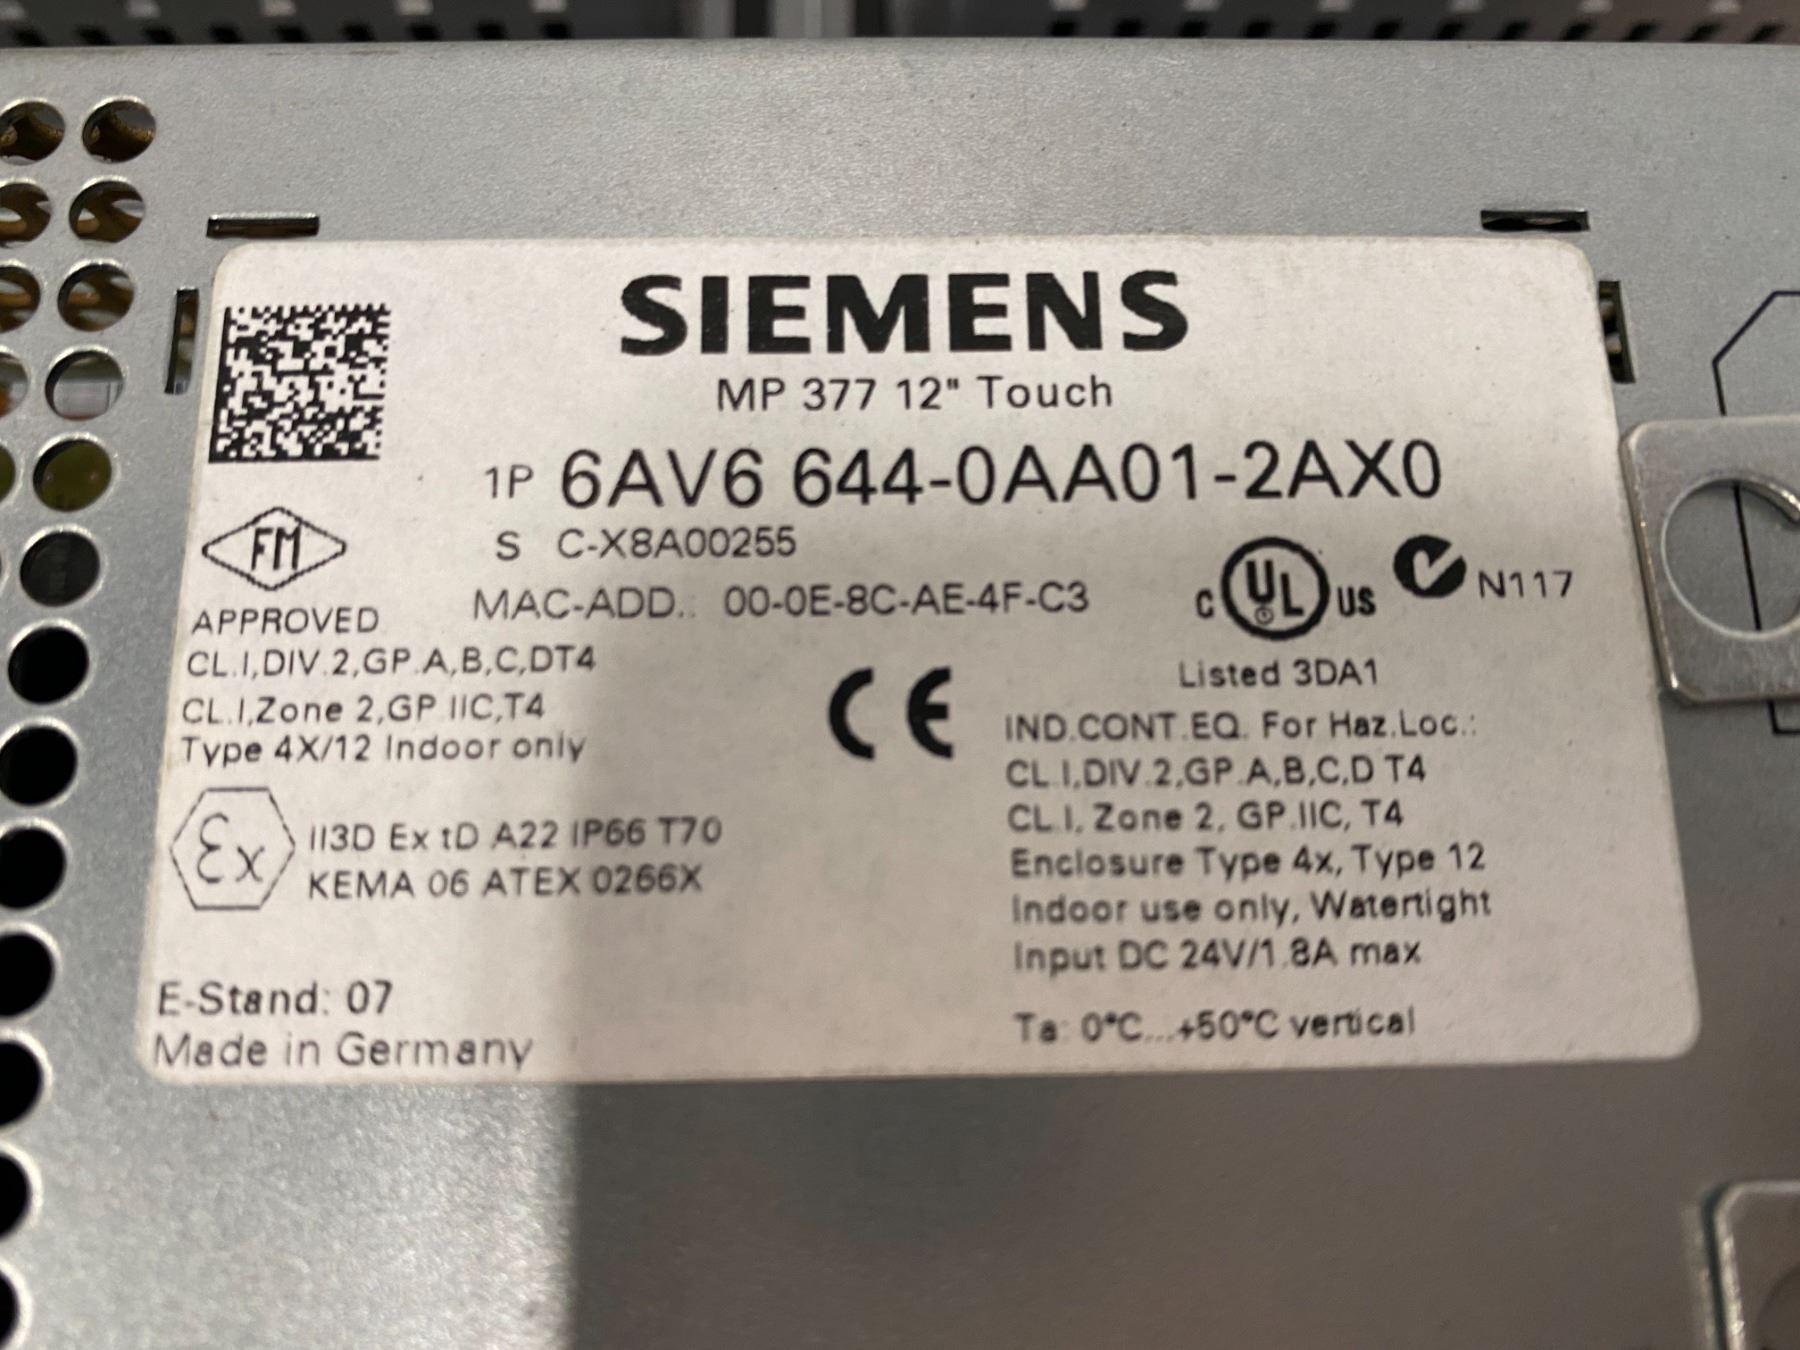 SIEMENS
MP 377 12" Touch
1P 6AV6 644-0AA01-2AX0
S C-X8A00255
MAC-ADD.: 00-0E-8C-AE-4F-C3
FM
APPROVED
CL.I,DIV.2,GP.A,B,C,DT4
CL.I,Zone 2,GP.IIC,T4
Type 4X/12 Indoor only
Ex II3D Ex tD A22 IP66 T70
KEMA 06 ATEX 0266X
E-Stand: 07
Made in Germany
CE
C UL US N117
Listed 3DA1
IND.CONT.EQ. For Haz.Loc.:
CL.I,DIV.2,GP.A,B,C,D T4
CL.I, Zone 2, GP.IIC, T4
Enclosure Type 4x, Type 12
Indoor use only, Watertight
Input DC 24V/1.8A max
Ta: 0°C...+50°C vertical